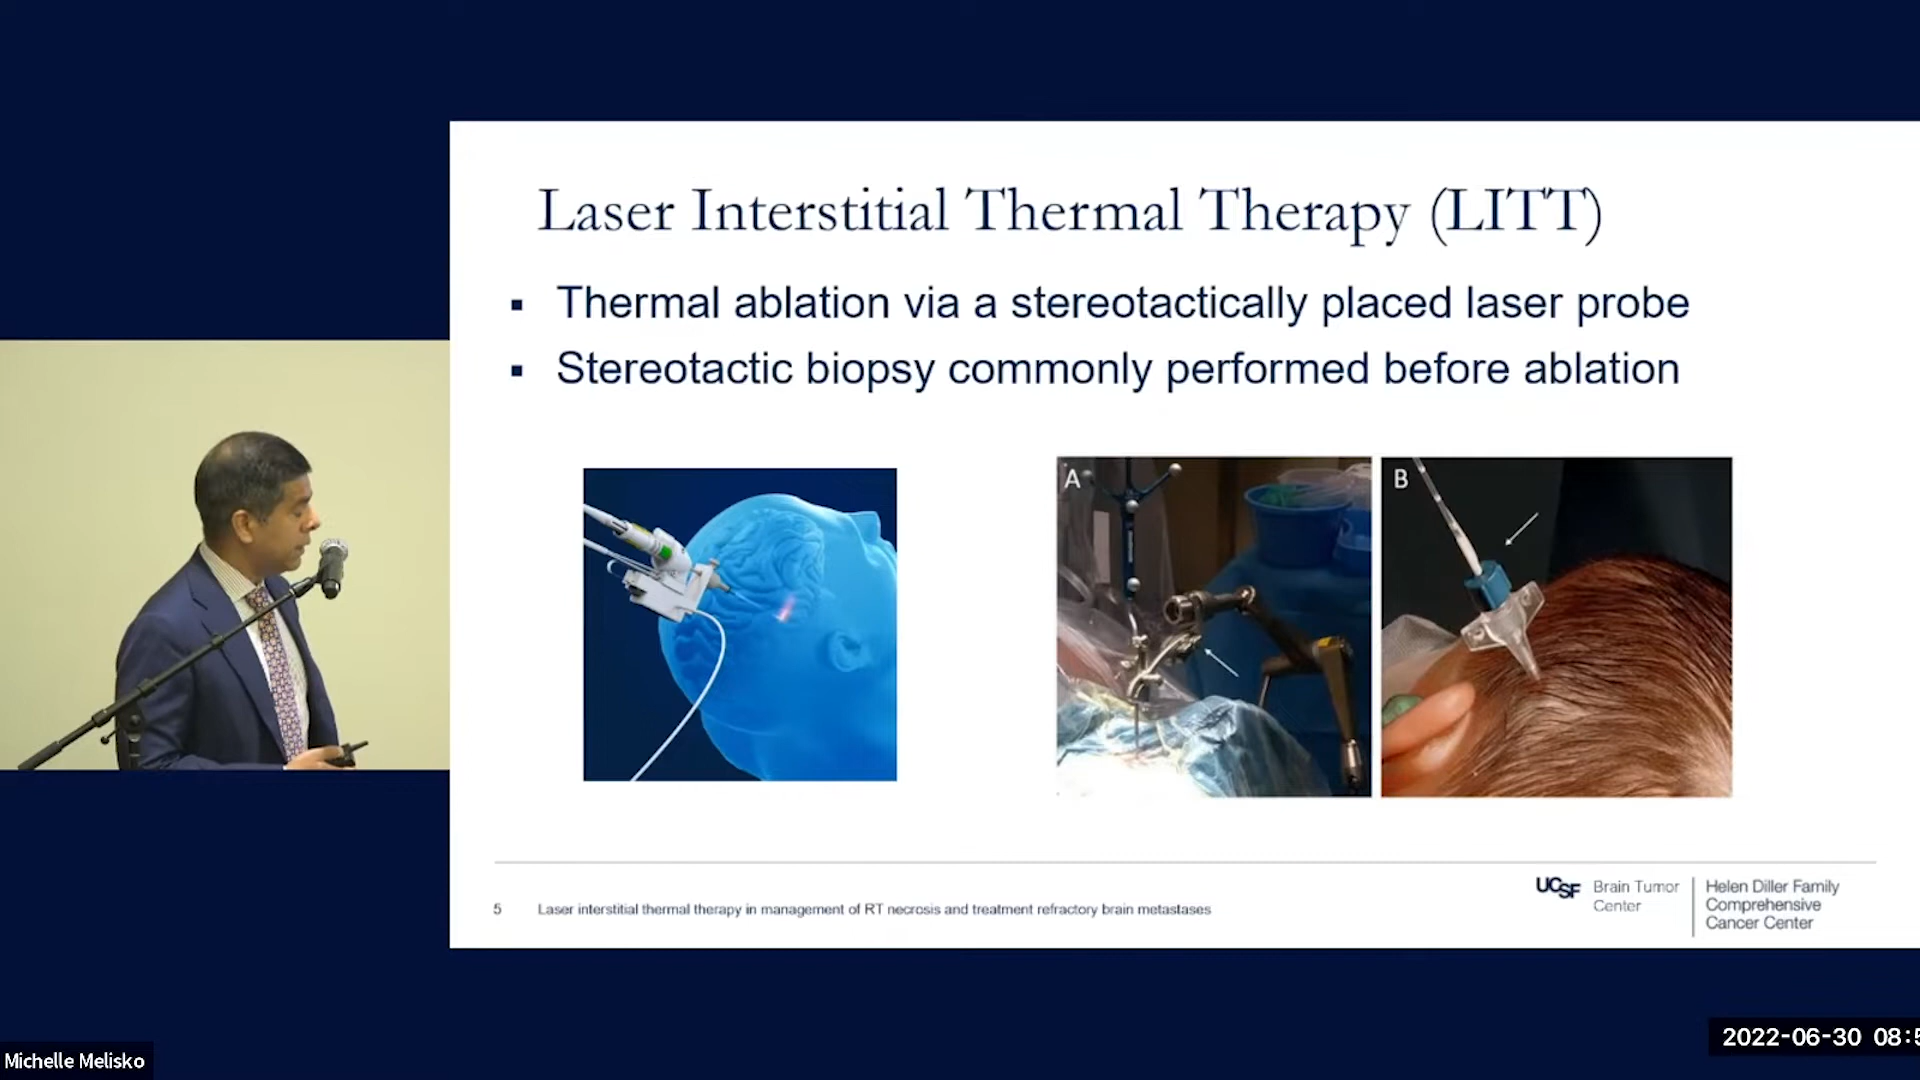 Laser Interstitial Thermal Therapy (LITT)
▪ Thermal ablation via a stereotactically placed laser probe
▪ Stereotactic biopsy commonly performed before ablation
A
B
5 Laser interstitial thermal therapy in management of RT necrosis and treatment refractory brain metastases
UCSF Brain Tumor
Center
Helen Diller Family
Comprehensive
Cancer Center
Michelle Melisko
2022-06-30 08:5